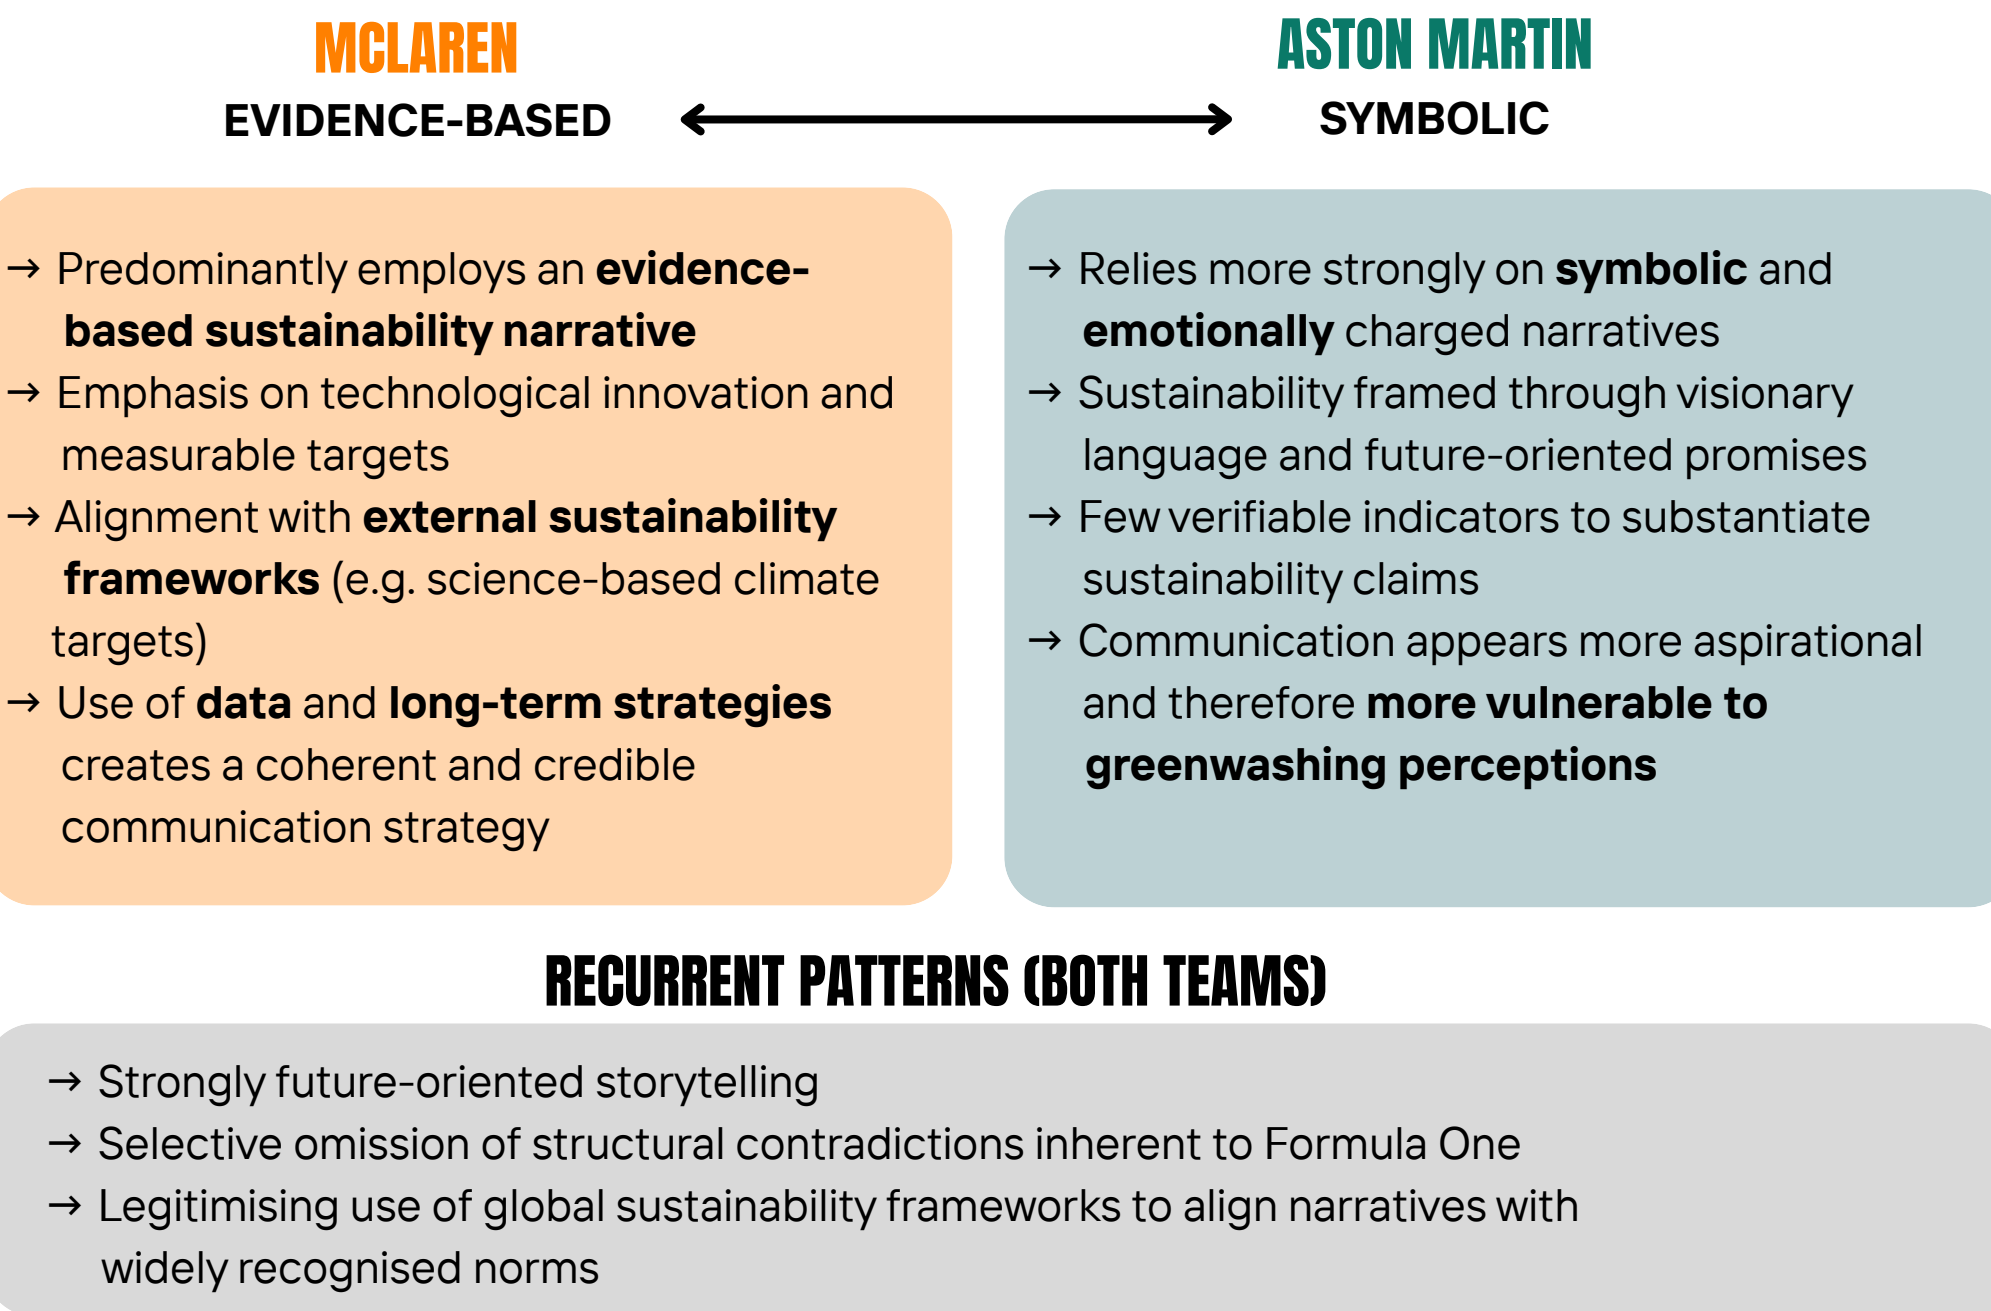 MCLAREN
EVIDENCE-BASED
→ Predominantly employs an evidence-
based sustainability narrative
→ Emphasis on technological innovation and
measurable targets
→ Alignment with external sustainability
frameworks (e.g. science-based climate
targets)
→ Use of data and long-term strategies
creates a coherent and credible
communication strategy
ASTON MARTIN
SYMBOLIC
→ Relies more strongly on symbolic and
emotionally charged narratives
→ Sustainability framed through visionary
language and future-oriented promises
→ Few verifiable indicators to substantiate
sustainability claims
→ Communication appears more aspirational
and therefore more vulnerable to
greenwashing perceptions
RECURRENT PATTERNS (BOTH TEAMS)
→ Strongly future-oriented storytelling
→ Selective omission of structural contradictions inherent to Formula One
→ Legitimising use of global sustainability frameworks to align narratives with
widely recognised norms